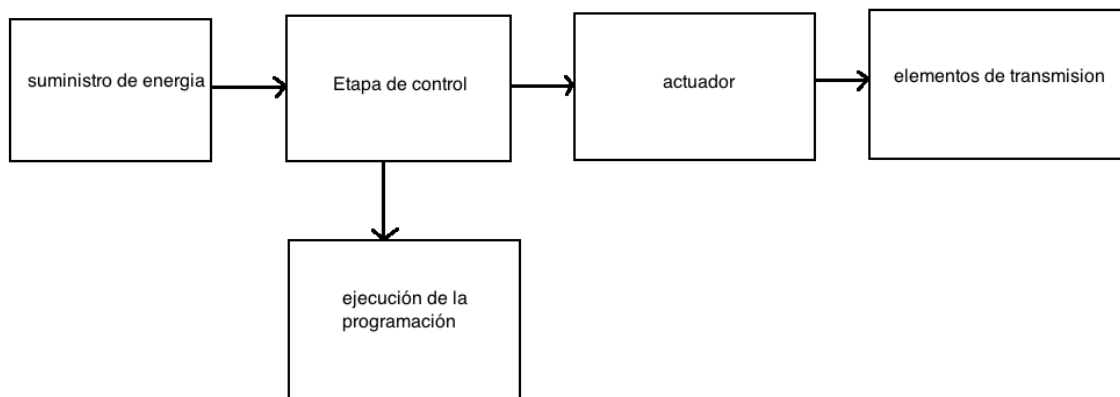 suministro de energia
Etapa de control
actuador
elementos de transmision
ejecución de la
programación